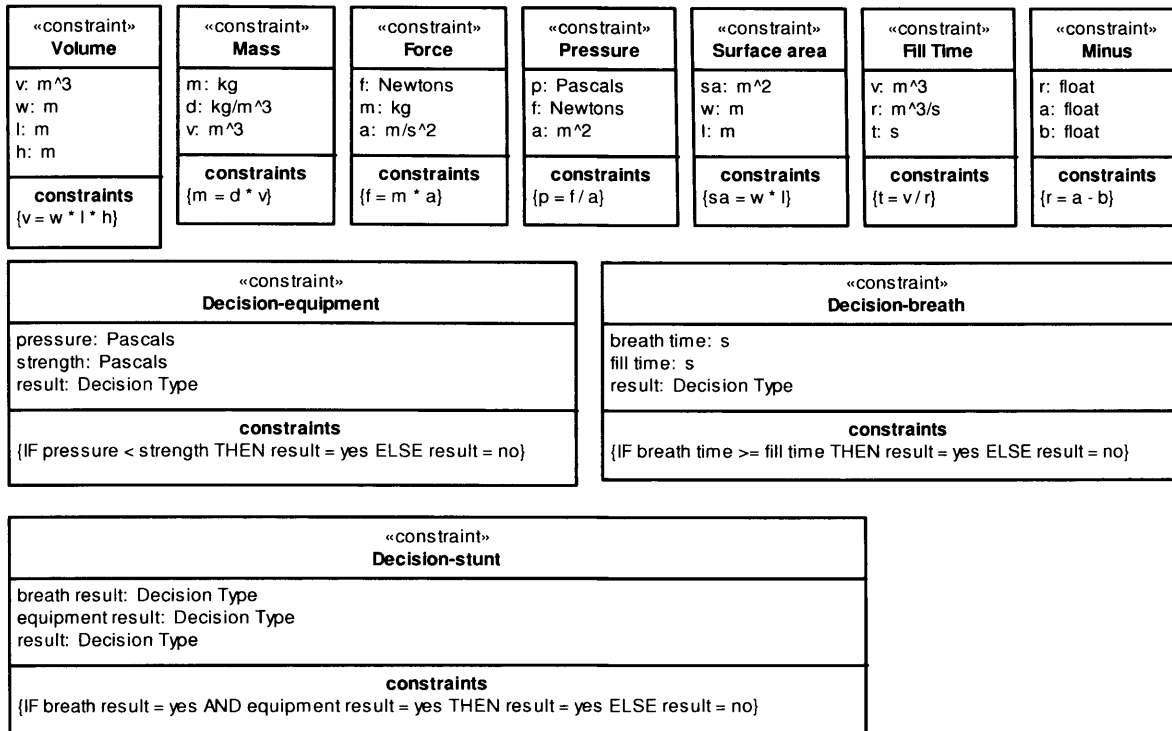 «constraint»
Volume
v: m^3
w: m
l: m
h: m
constraints
{v = w * l * h}
«constraint»
Mass
m: kg
d: kg/m^3
v: m^3
constraints
{m = d * v}
«constraint»
Force
f: Newtons
m: kg
a: m/s^2
constraints
{f = m * a}
«constraint»
Pressure
p: Pascals
f: Newtons
a: m^2
constraints
{p = f / a}
«constraint»
Surface area
sa: m^2
w: m
l: m
constraints
{sa = w * l}
«constraint»
Fill Time
v: m^3
r: m^3/s
t: s
constraints
{t = v / r}
«constraint»
Minus
r: float
a: float
b: float
constraints
{r = a - b}
«constraint»
Decision-equipment
pressure: Pascals
strength: Pascals
result: Decision Type
constraints
{IF pressure < strength THEN result = yes ELSE result = no}
«constraint»
Decision-breath
breath time: s
fill time: s
result: Decision Type
constraints
{IF breath time >= fill time THEN result = yes ELSE result = no}
«constraint»
Decision-stunt
breath result: Decision Type
equipment result: Decision Type
result: Decision Type
constraints
{IF breath result = yes AND equipment result = yes THEN result = yes ELSE result = no}